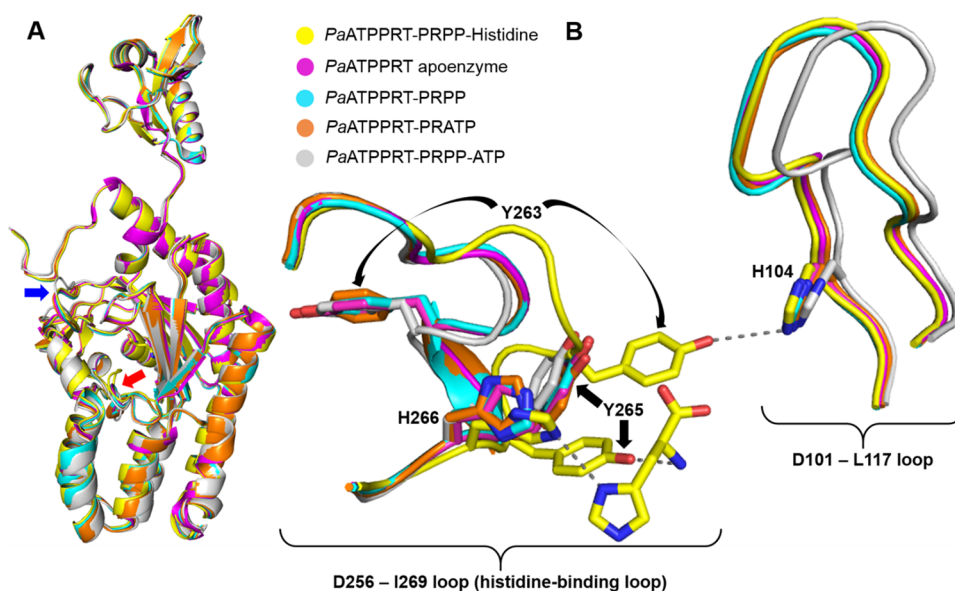 A
PaATPPRT-PRPP-Histidine
PaATPPRT apoenzyme
PaATPPRT-PRPP
PaATPPRT-PRATP
PaATPPRT-PRPP-ATP
B
Y263
H104
H266
Y265
D101 – L117 loop
D256 – I269 loop (histidine-binding loop)